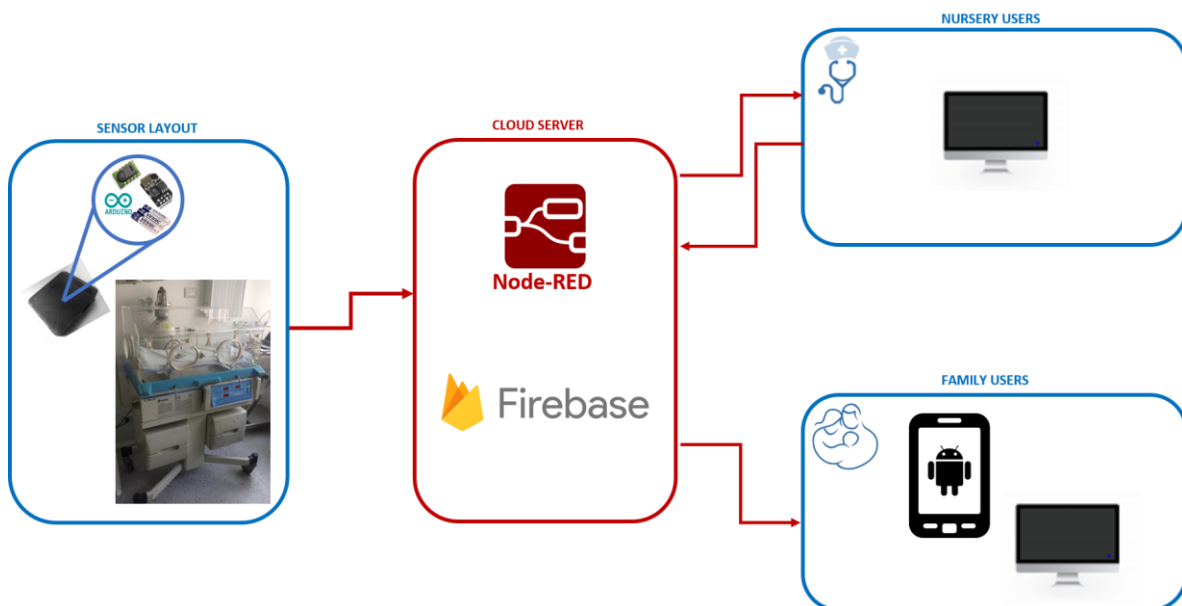 NURSERY USERS
SENSOR LAYOUT
CLOUD SERVER
ARDUINO
Node-RED
Firebase
FAMILY USERS